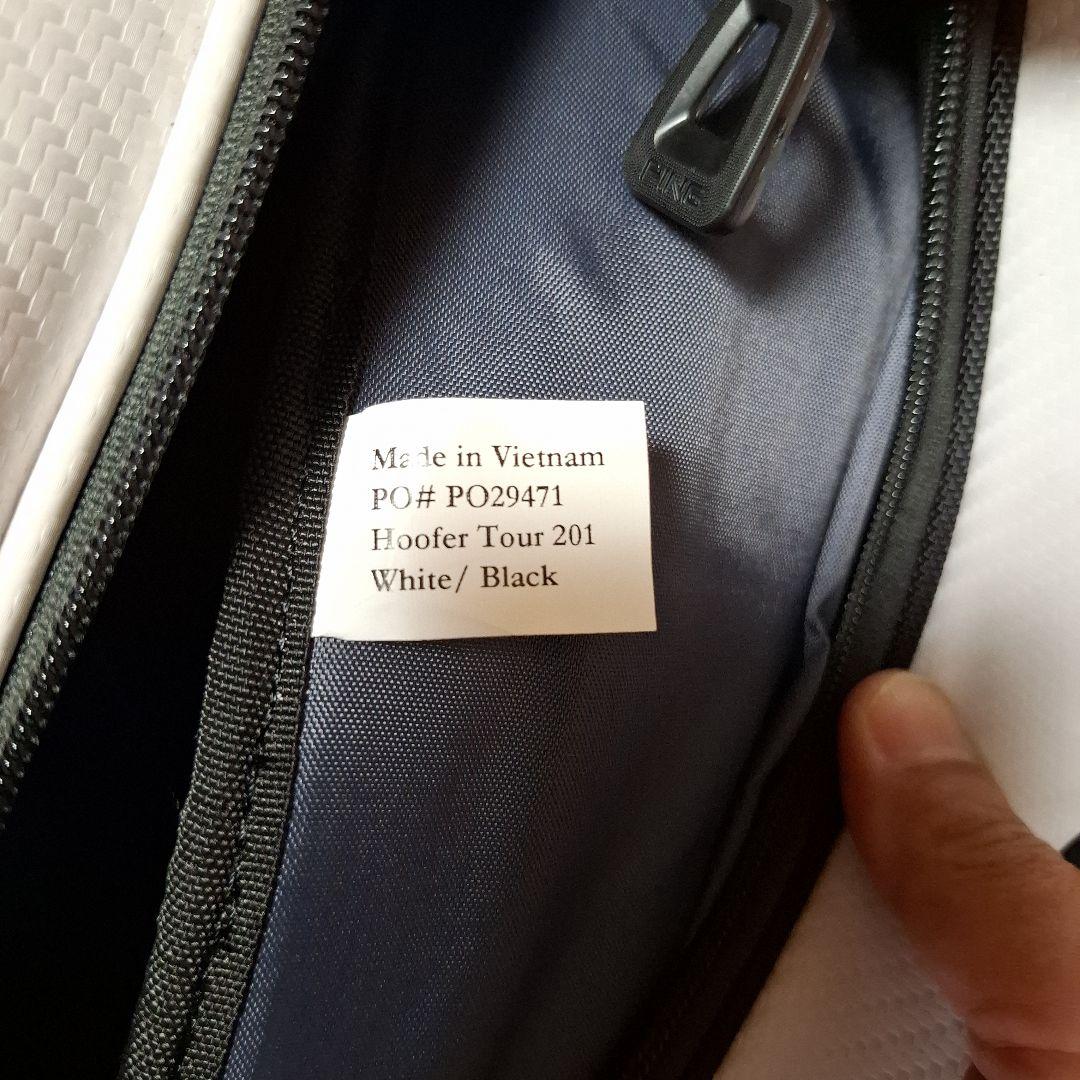 PING
Made in Vietnam
PO# PO29471
Hoofer Tour 201
White/ Black